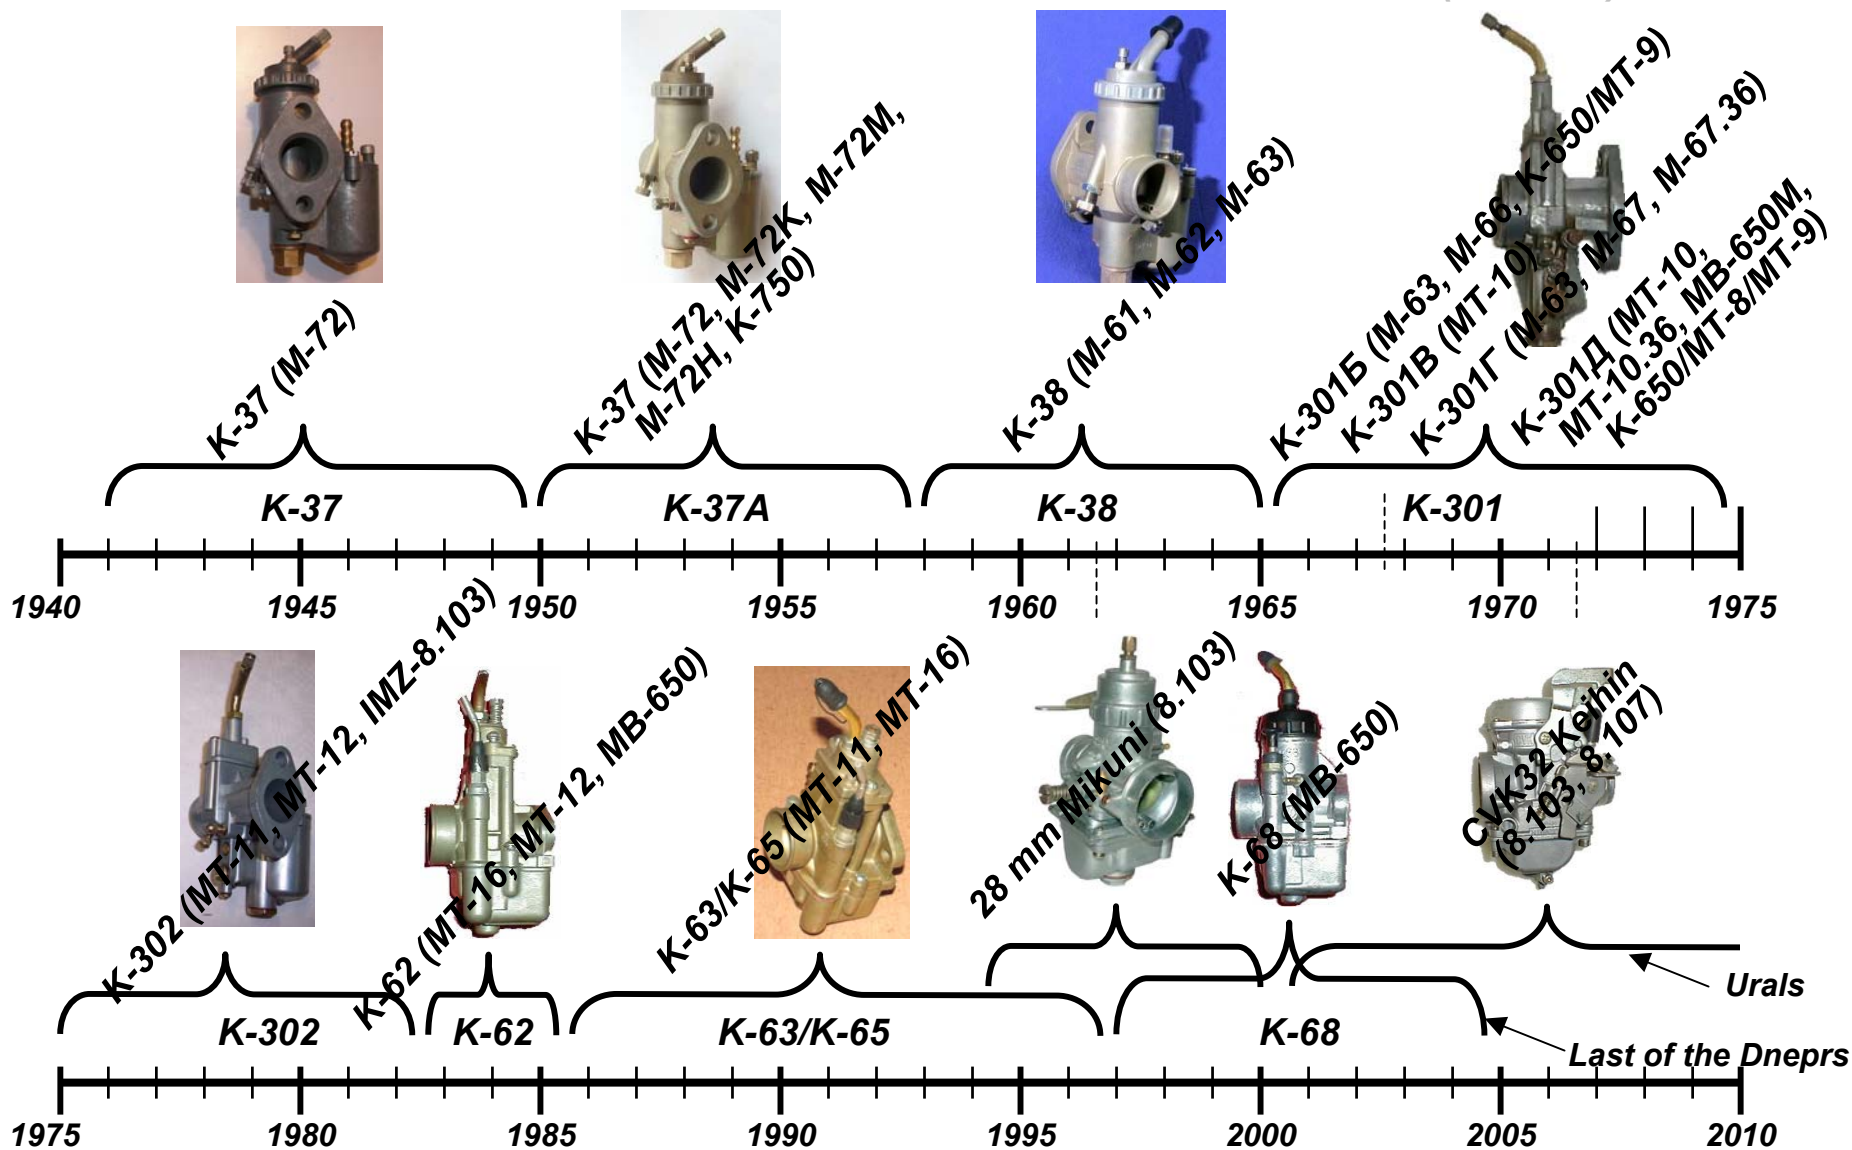 K-37 (M-72)
K-37 (M-72, M-72K, M-72M,
M-72H, K-750)
K-38 (M-61, M-62, M-63)
K-301Б (M-63, M-66, K-650/MT-9)
K-301В (MT-10)
K-301Г (M-63, M-67, M-67.36)
K-301Д (MT-10,
MT-10.36, MB-650M,
K-650/MT-8/MT-9)
K-37
K-37A
K-38
K-301
1940
1945
1950
1955
1960
1965
1970
1975
K-302 (MT-11, MT-12, IMZ-8.103)
K-62 (MT-16, MT-12, MB-650)
K-63/K-65 (MT-11, MT-16)
28 mm Mikuni (8.103)
K-68 (MB-650)
CVK32 Keihin
(8.103, 8.107)
Urals
K-302
K-62
K-63/K-65
K-68
Last of the Dneprs
1975
1980
1985
1990
1995
2000
2005
2010